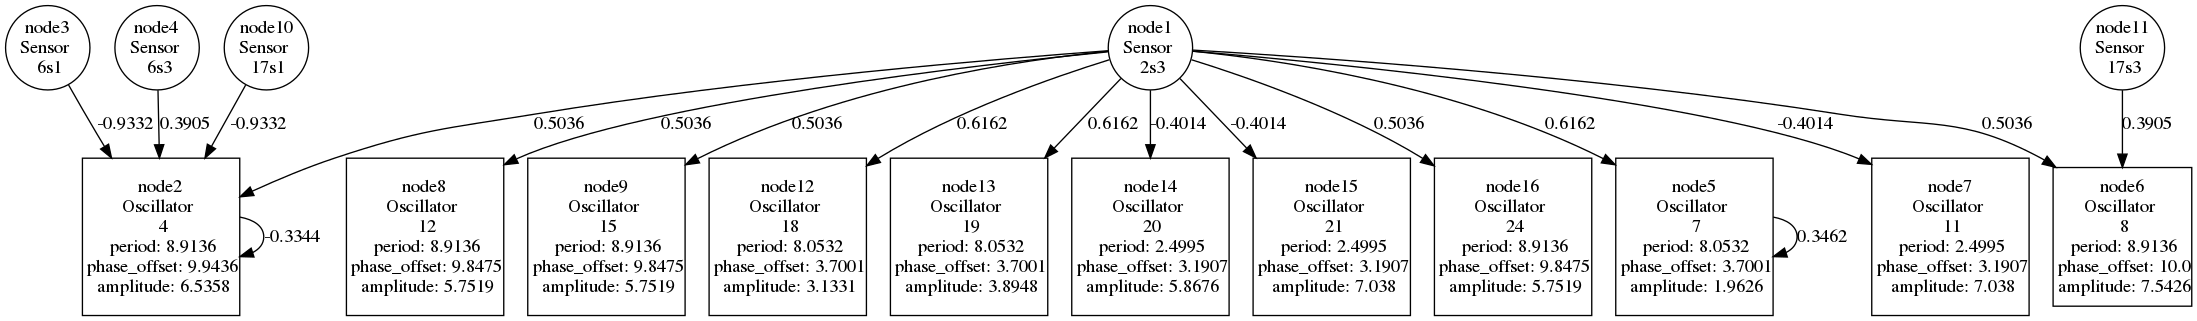 node3
Sensor
6s1
node4
Sensor
6s3
node10
Sensor
17s1
node1
Sensor
2s3
node11
Sensor
17s3
-0.9332
0.3905
-0.9332
0.5036
0.5036
0.5036
0.6162
0.6162
-0.4014
-0.4014
0.5036
0.6162
-0.4014
0.5036
0.3905
node2
Oscillator
4
period: 8.9136
phase_offset: 9.9436
amplitude: 6.5358
-0.3344
node8
Oscillator
12
period: 8.9136
phase_offset: 9.8475
amplitude: 5.7519
node9
Oscillator
15
period: 8.9136
phase_offset: 9.8475
amplitude: 5.7519
node12
Oscillator
18
period: 8.0532
phase_offset: 3.7001
amplitude: 3.1331
node13
Oscillator
19
period: 8.0532
phase_offset: 3.7001
amplitude: 3.8948
node14
Oscillator
20
period: 2.4995
phase_offset: 3.1907
amplitude: 5.8676
node15
Oscillator
21
period: 2.4995
phase_offset: 3.1907
amplitude: 7.038
node16
Oscillator
24
period: 8.9136
phase_offset: 9.8475
amplitude: 5.7519
node5
Oscillator
7
period: 8.0532
phase_offset: 3.7001
amplitude: 1.9626
0.3462
node7
Oscillator
11
period: 2.4995
phase_offset: 3.1907
amplitude: 7.038
node6
Oscillator
8
period: 8.9136
phase_offset: 10.0
amplitude: 7.5426